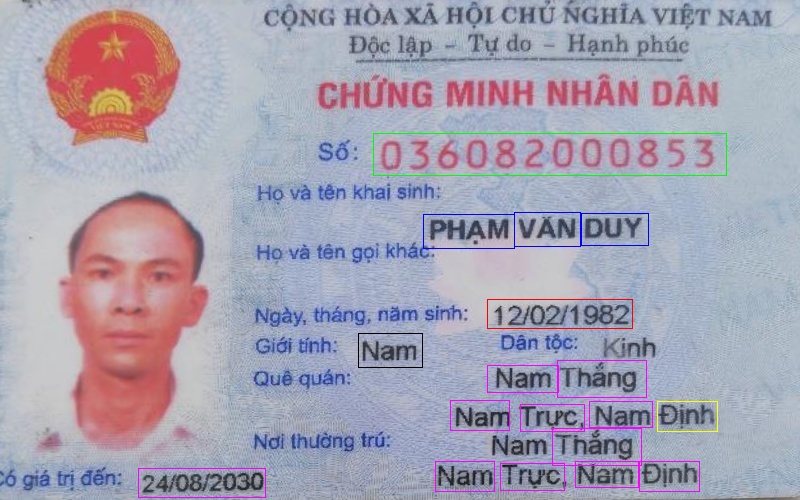 CỘNG HÒA XÃ HỘI CHỦ NGHĨA VIỆT NAM
Độc lập - Tự do - Hạnh phúc
CHỨNG MINH NHÂN DÂN
Số: 036082000853
Họ và tên khai sinh:
PHẠM VĂN DUY
Họ và tên gọi khác:
Ngày, tháng, năm sinh: 12/02/1982
Giới tính: Nam Dân tộc: Kinh
Quê quán: Nam Thắng
Nam Trực, Nam Định
Nơi thường trú: Nam Thắng
Có giá trị đến: 24/08/2030 Nam Trực, Nam Định